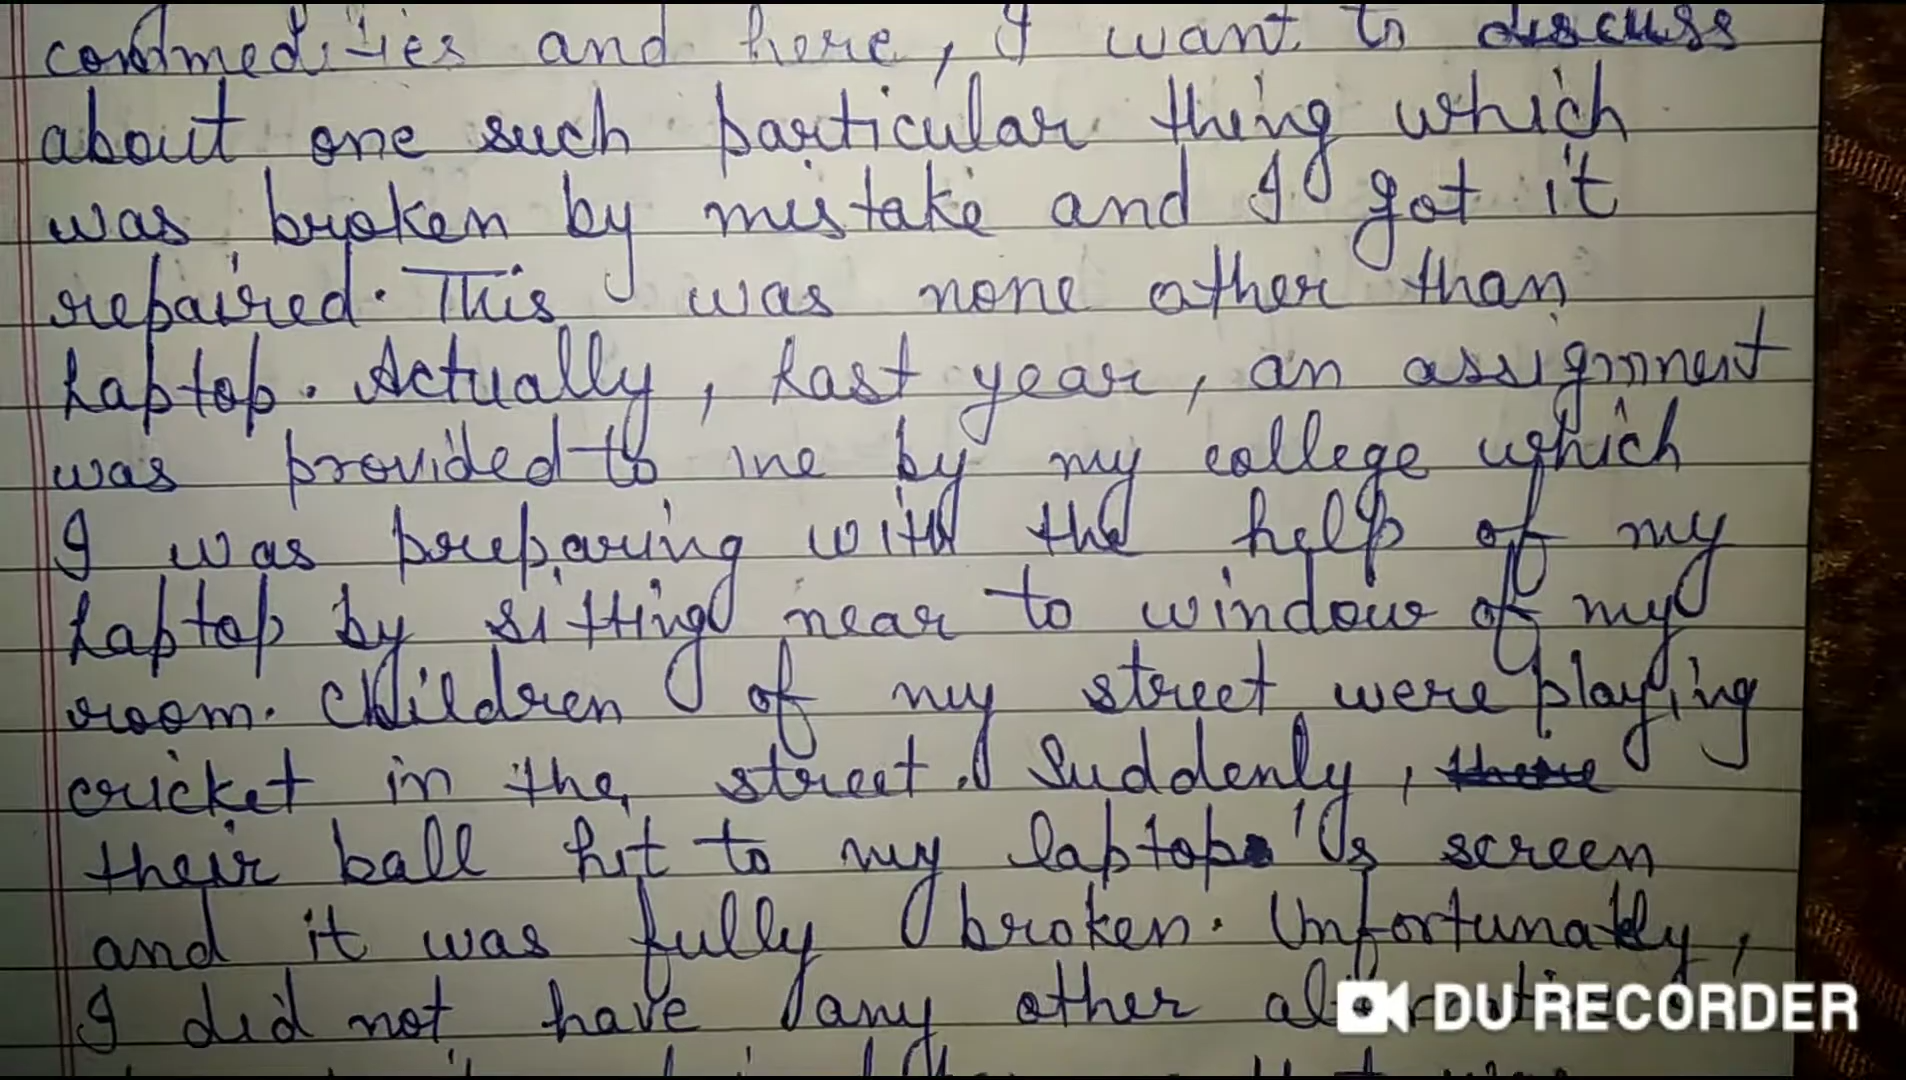 commedities and here, I want to discuss
about one such particular thing which
was broken by mistake and I got it
repaired. This was none other than
Laptop. Actually, Last year, an assignment
was provided to me by my college which
I was preparing with the help of my
Laptop by sitting near to window of my
room. Children of my street were playing
cricket in the street. Suddenly, there
their ball hit to my laptop's screen
and it was fully broken. Unfortunately,
I did not have any other
DU RECORDER